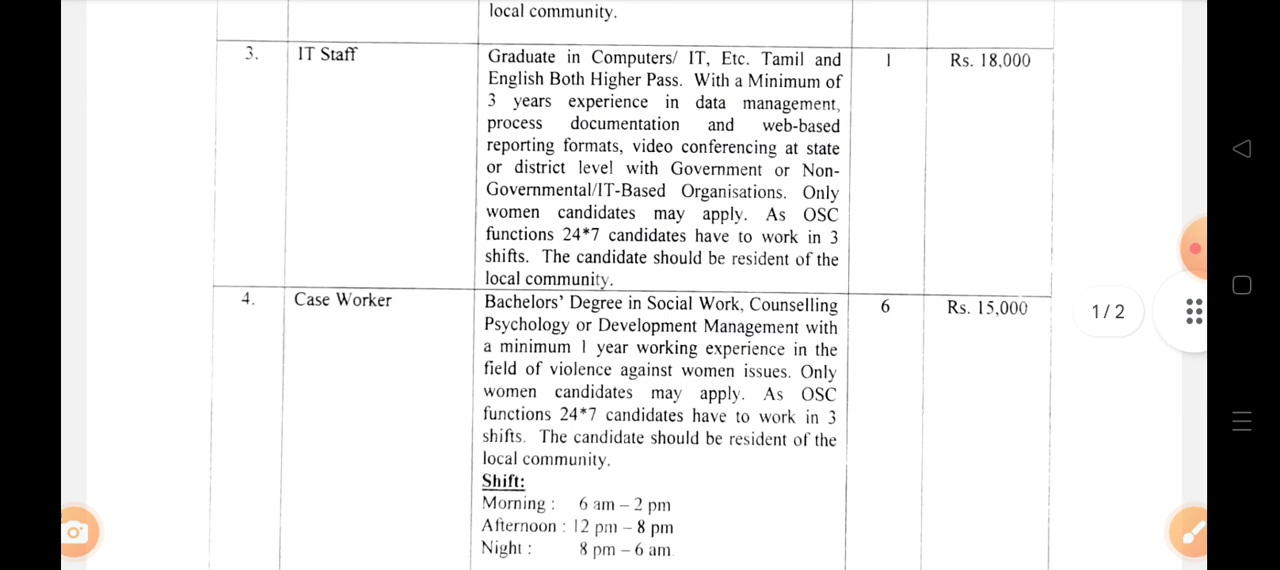 local community.
3.
IT Staff
Graduate in Computers/ IT, Etc. Tamil and
English Both Higher Pass. With a Minimum of
3 years experience in data management,
process documentation and web-based
reporting formats, video conferencing at state
or district level with Government or Non-
Governmental/IT-Based Organisations. Only
women candidates may apply. As OSC
functions 24*7 candidates have to work in 3
shifts. The candidate should be resident of the
local community.
1
Rs. 18,000
4.
Case Worker
Bachelors' Degree in Social Work, Counselling
Psychology or Development Management with
a minimum 1 year working experience in the
field of violence against women issues. Only
women candidates may apply. As OSC
functions 24*7 candidates have to work in 3
shifts. The candidate should be resident of the
local community.
Shift:
Morning : 6 am – 2 pm
Afternoon : 12 pm – 8 pm
Night : 8 pm – 6 am
6
Rs. 15,000
1/2